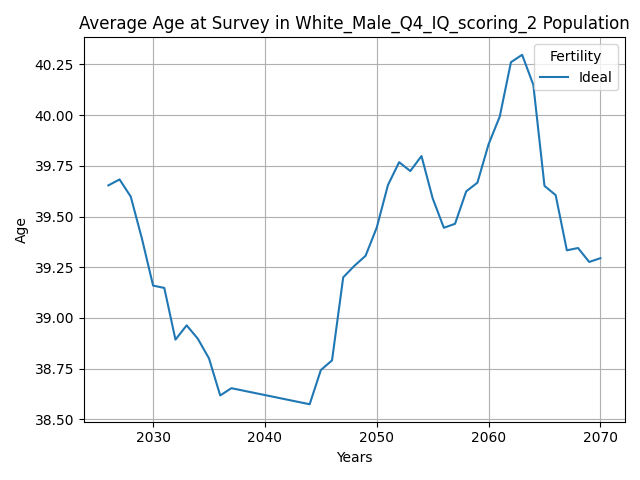 Average Age at Survey in White_Male_Q4_IQ_scoring_2 Population
Fertility
Ideal
40.25
40.00
39.75
39.50
39.25
39.00
38.75
38.50
Age
2030 2040 2050 2060 2070
Years